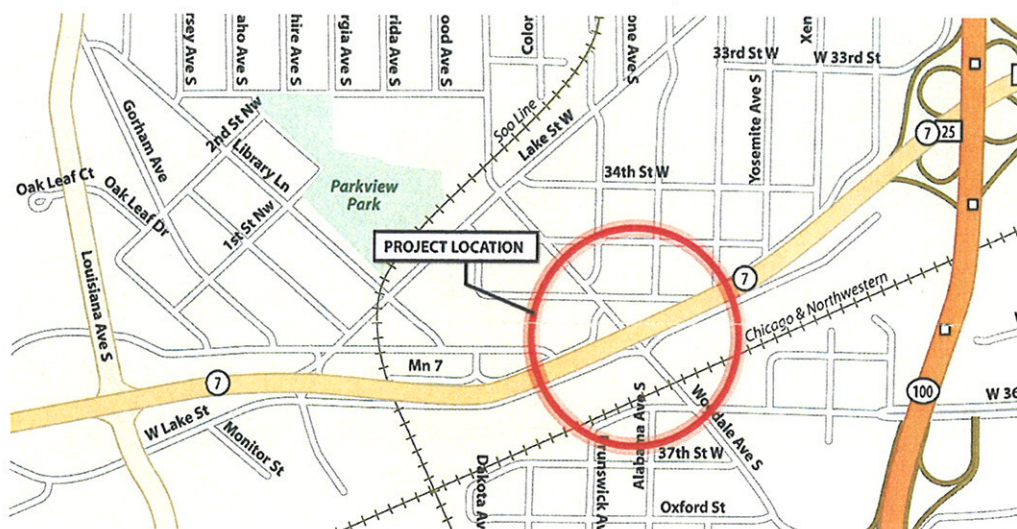 rsey Ave S
aho Ave S
hire Ave S
rgia Ave S
rida Ave S
ood Ave S
Color
one Ave S
Xen
33rd St W
W 33rd St
Soo Line
Lake St W
Yosemite Ave S
7
25
Gorham Ave
2nd St Nw
Library Ln
34th St W
Oak Leaf Ct
Oak Leaf Dr
Parkview
Park
1st St Nw
PROJECT LOCATION
Louisiana Ave S
7
Chicago & Northwestern
Mn 7
7
100
W 36
W Lake St
Monitor St
Alabama Ave S
Wooddale Ave S
37th St W
Dakota Av
Brunswick Av
Oxford St